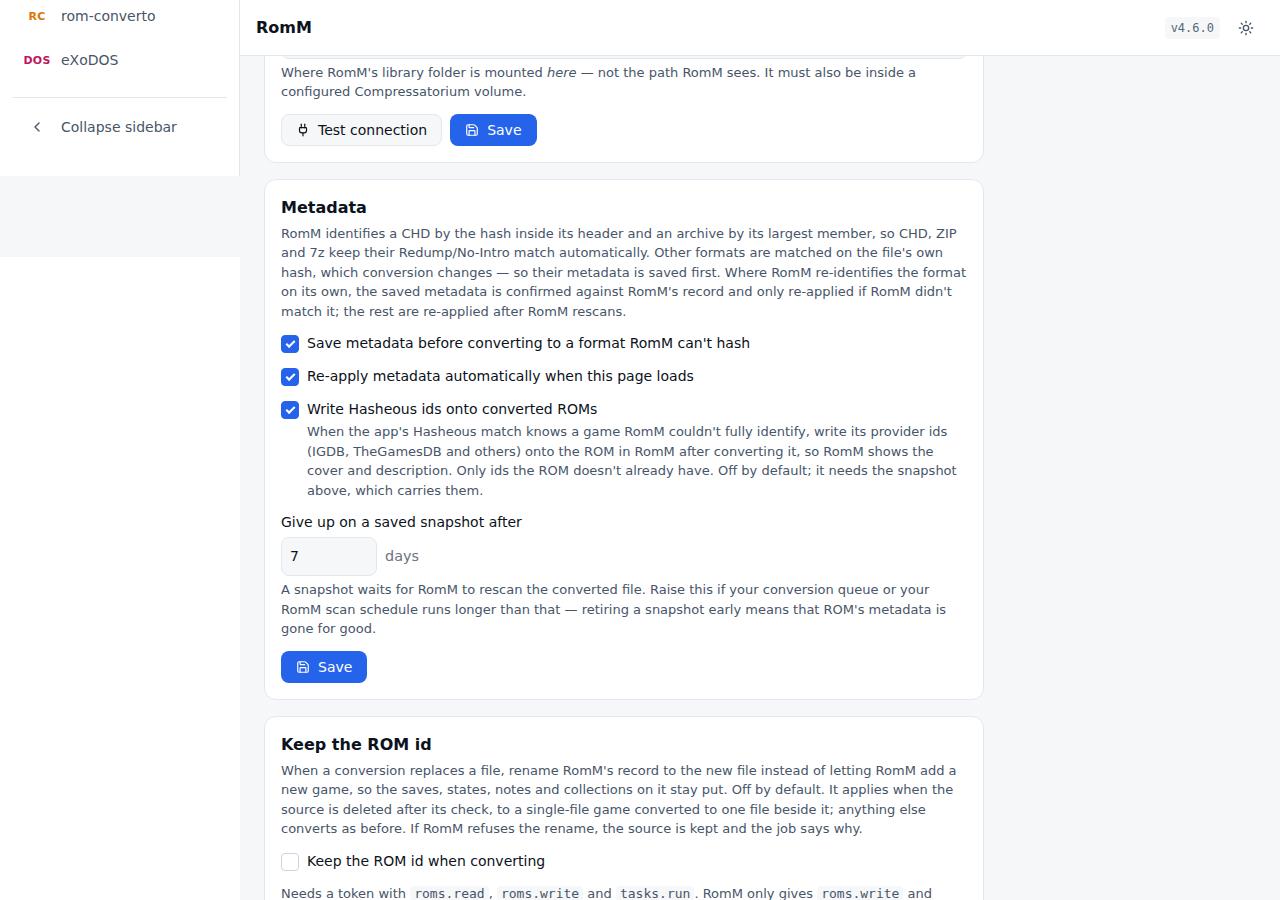 RC rom-converto
DOS eXoDOS
Collapse sidebar
RomM
v4.6.0
Where RomM's library folder is mounted here — not the path RomM sees. It must also be inside a
configured Compressatorium volume.
Test connection
Save
Metadata
RomM identifies a CHD by the hash inside its header and an archive by its largest member, so CHD, ZIP
and 7z keep their Redump/No-Intro match automatically. Other formats are matched on the file's own
hash, which conversion changes — so their metadata is saved first. Where RomM re-identifies the format
on its own, the saved metadata is confirmed against RomM's record and only re-applied if RomM didn't
match it; the rest are re-applied after RomM rescans.
Save metadata before converting to a format RomM can't hash
Re-apply metadata automatically when this page loads
Write Hasheous ids onto converted ROMs
When the app's Hasheous match knows a game RomM couldn't fully identify, write its provider ids
(IGDB, TheGamesDB and others) onto the ROM in RomM after converting it, so RomM shows the
cover and description. Only ids the ROM doesn't already have. Off by default; it needs the snapshot
above, which carries them.
Give up on a saved snapshot after
7 days
A snapshot waits for RomM to rescan the converted file. Raise this if your conversion queue or your
RomM scan schedule runs longer than that — retiring a snapshot early means that ROM's metadata is
gone for good.
Save
Keep the ROM id
When a conversion replaces a file, rename RomM's record to the new file instead of letting RomM add a
new game, so the saves, states, notes and collections on it stay put. Off by default. It applies when the
source is deleted after its check, to a single-file game converted to one file beside it; anything else
converts as before. If RomM refuses the rename, the source is kept and the job says why.
Keep the ROM id when converting
Needs a token with roms.read, roms.write and tasks.run. RomM only gives roms.write and